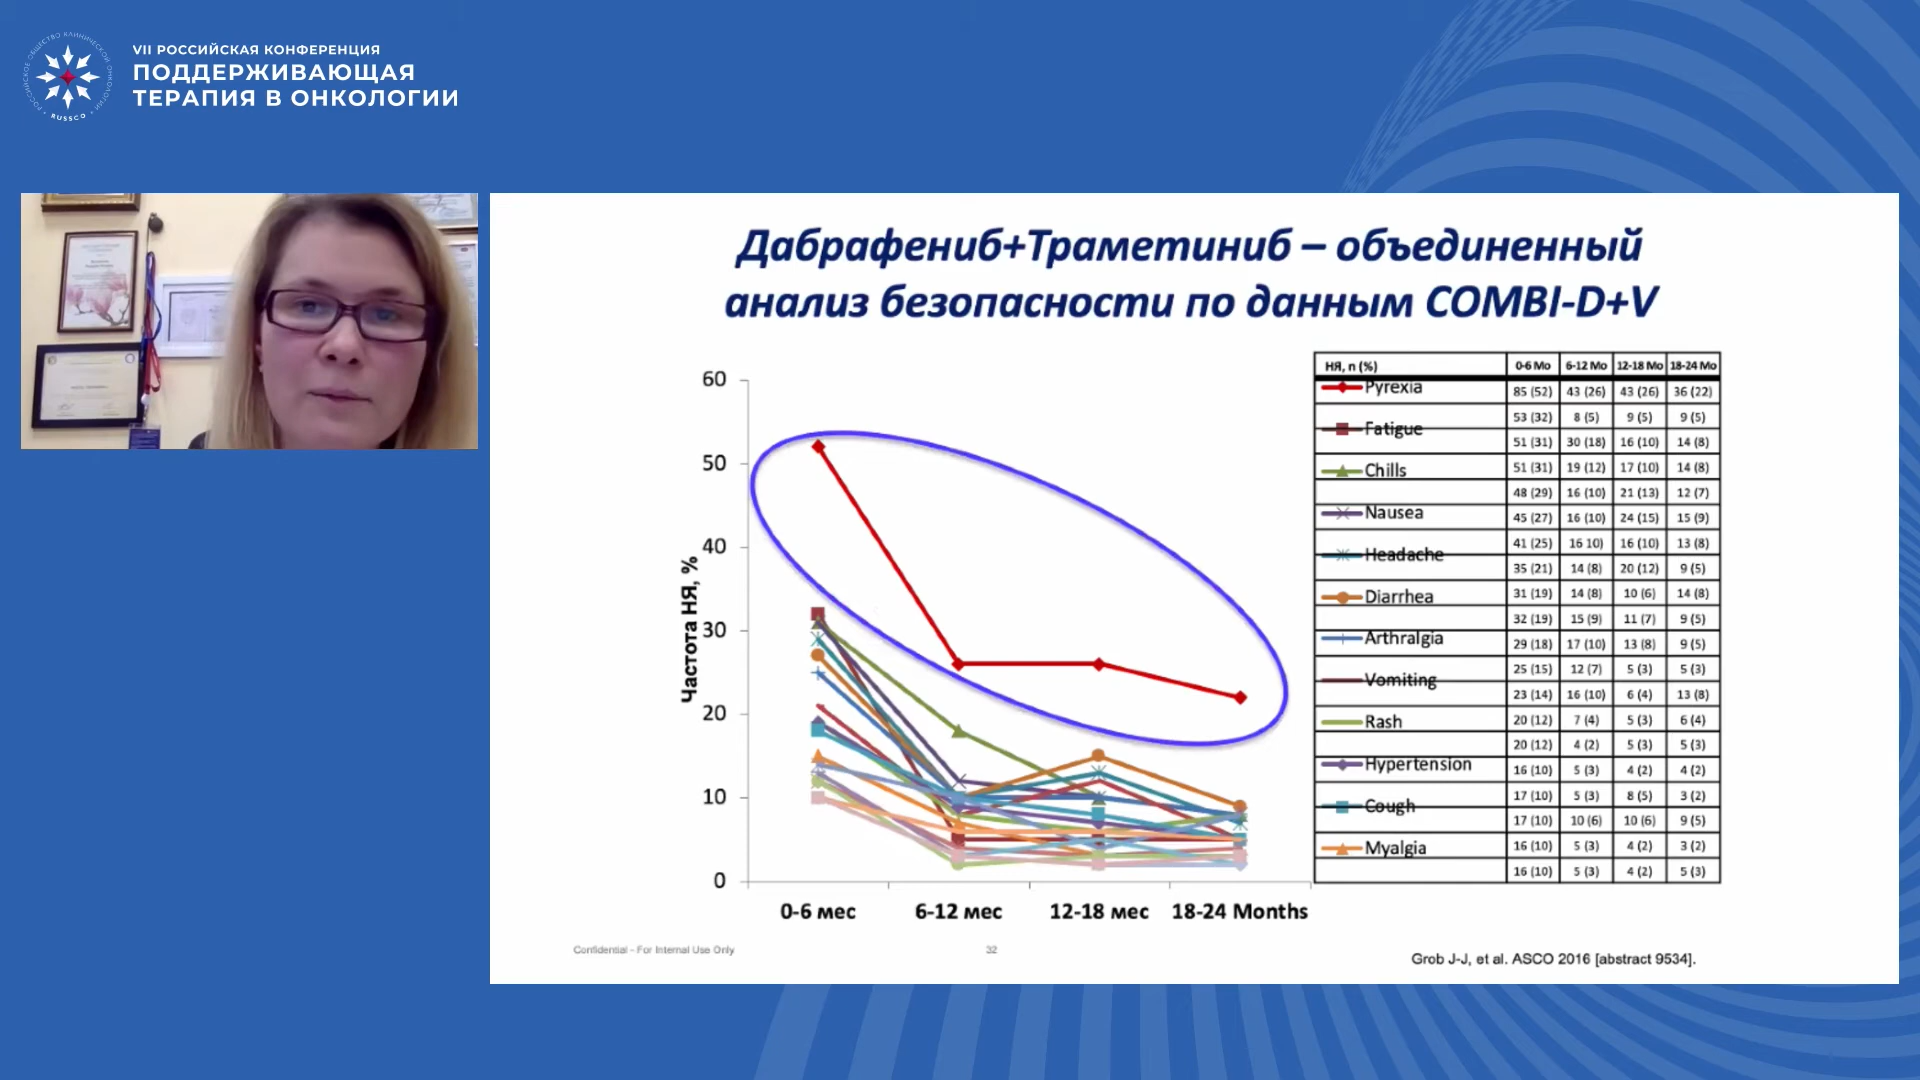 VII РОССИЙСКАЯ КОНФЕРЕНЦИЯ
ПОДДЕРЖИВАЮЩАЯ
ТЕРАПИЯ В ОНКОЛОГИИ
РОССИЙСКОЕ ОБЩЕСТВО КЛИНИЧЕСКОЙ ОНКОЛОГИИ
RUSSCO
Дабрафениб+Траметиниб – объединенный
анализ безопасности по данным COMBI-D+V
Частота НЯ, %
60
50
40
30
20
10
0
0-6 мес 6-12 мес 12-18 мес 18-24 Months
НЯ, n (%) 0-6 Mo 6-12 Mo 12-18 Mo 18-24 Mo
Pyrexia 85 (52) 43 (26) 43 (26) 36 (22)
53 (32) 8 (5) 9 (5) 9 (5)
Fatigue 51 (31) 30 (18) 16 (10) 14 (8)
Chills 51 (31) 19 (12) 17 (10) 14 (8)
48 (29) 16 (10) 21 (13) 12 (7)
Nausea 45 (27) 16 (10) 24 (15) 15 (9)
Headache 41 (25) 16 10) 16 (10) 13 (8)
35 (21) 14 (8) 20 (12) 9 (5)
Diarrhea 31 (19) 14 (8) 10 (6) 14 (8)
32 (19) 15 (9) 11 (7) 9 (5)
Arthralgia 29 (18) 17 (10) 13 (8) 9 (5)
25 (15) 12 (7) 5 (3) 5 (3)
Vomiting 23 (14) 16 (10) 6 (4) 13 (8)
Rash 20 (12) 7 (4) 5 (3) 6 (4)
20 (12) 4 (2) 5 (3) 5 (3)
Hypertension 16 (10) 5 (3) 4 (2) 4 (2)
Cough 17 (10) 5 (3) 8 (5) 3 (2)
17 (10) 10 (6) 10 (6) 9 (5)
Myalgia 16 (10) 5 (3) 4 (2) 3 (2)
16 (10) 5 (3) 4 (2) 5 (3)
Confidential - For Internal Use Only
32
Grob J-J, et al. ASCO 2016 [abstract 9534].